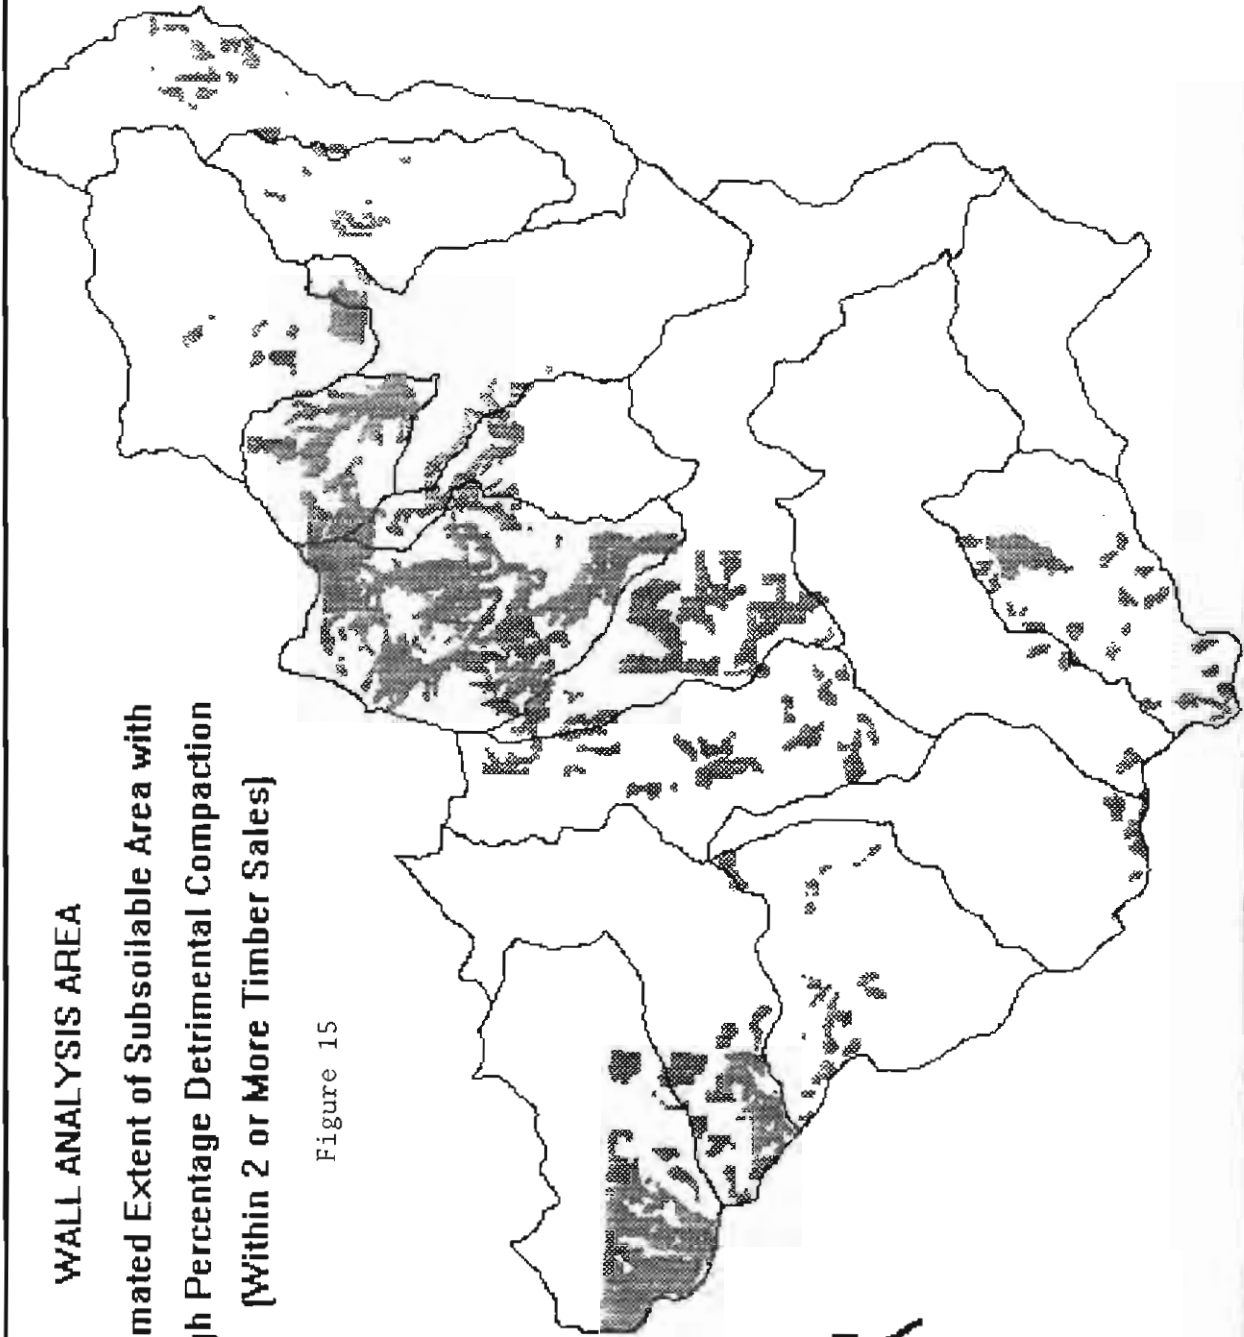 WALL ANALYSIS AREA
mated Extent of Subsoilable Area with
gh Percentage Detrimental Compaction
(Within 2 or More Timber Sales)
Figure 15